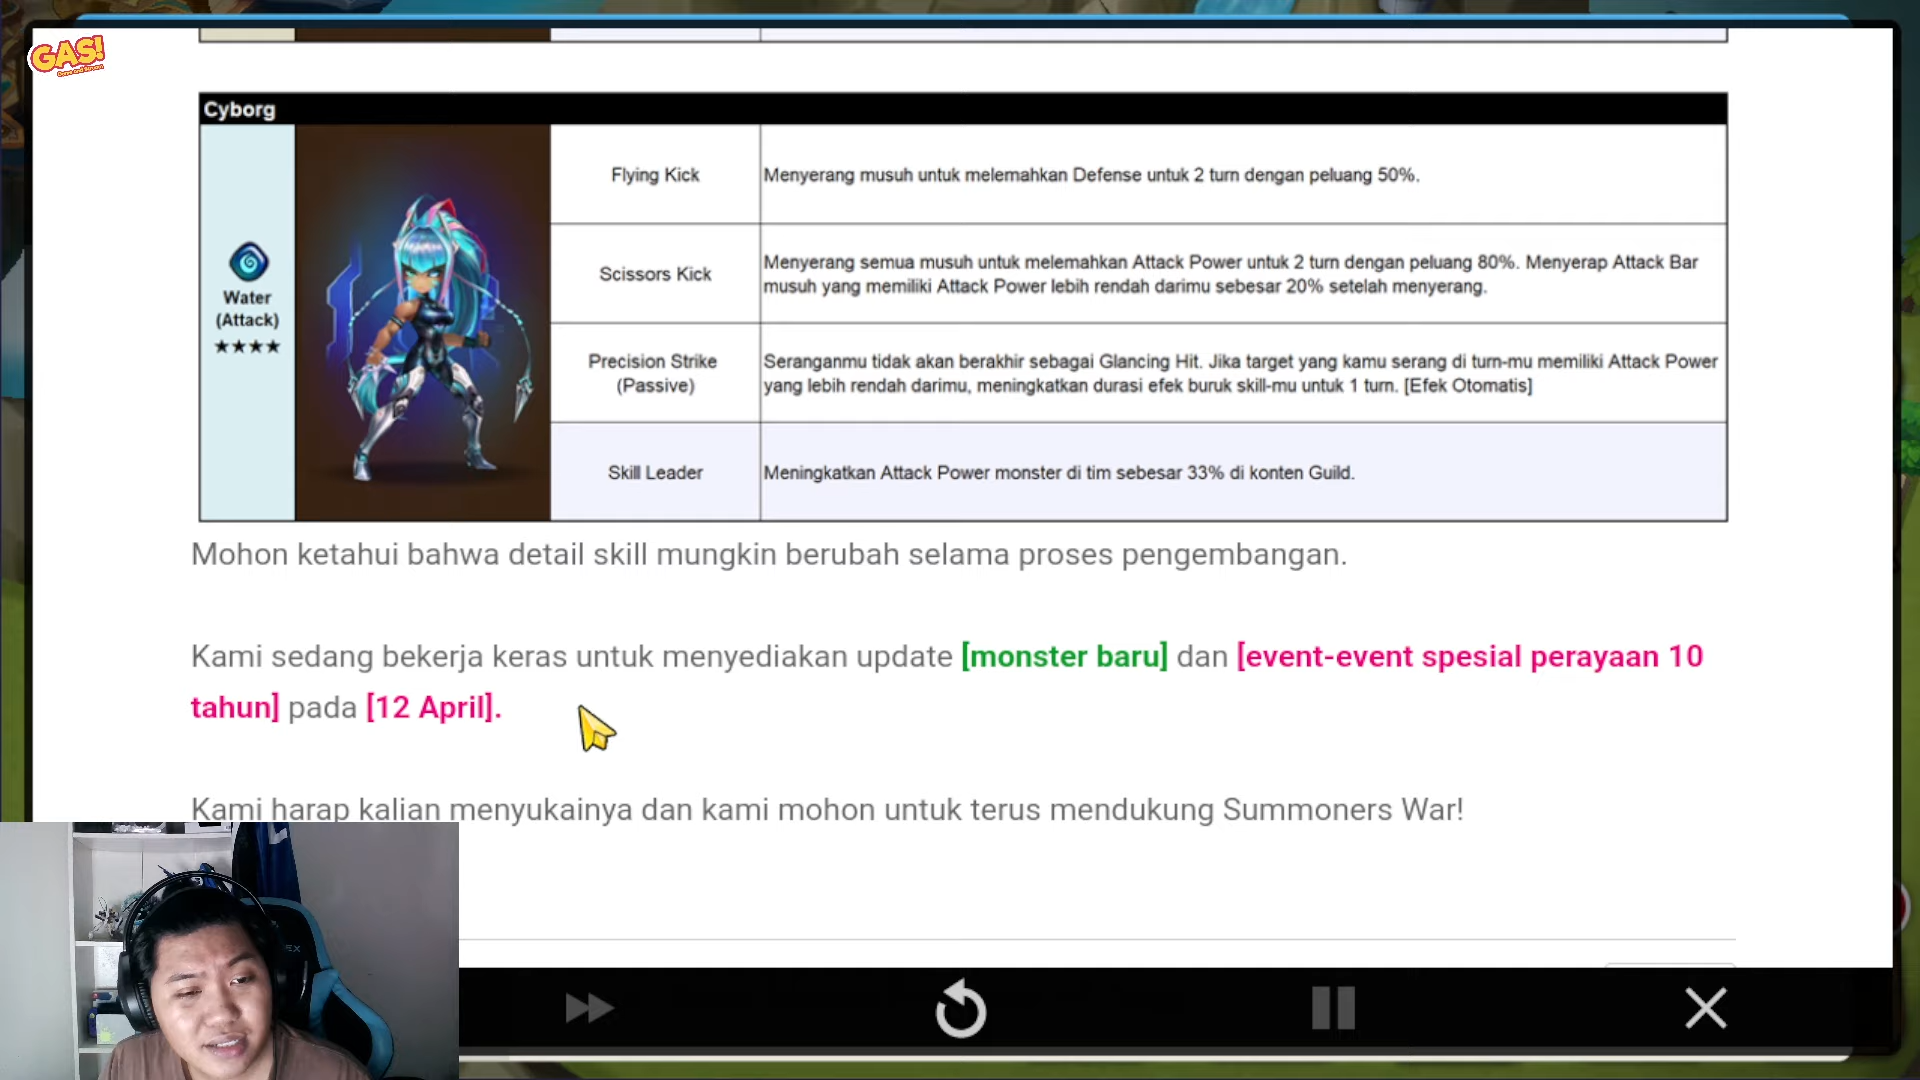 GAS!
Cyborg
Water
(Attack)
★★★★
Flying Kick
Menyerang musuh untuk melemahkan Defense untuk 2 turn dengan peluang 50%.
Scissors Kick
Menyerang semua musuh untuk melemahkan Attack Power untuk 2 turn dengan peluang 80%. Menyerap Attack Bar
musuh yang memiliki Attack Power lebih rendah darimu sebesar 20% setelah menyerang.
Precision Strike
(Passive)
Seranganmu tidak akan berakhir sebagai Glancing Hit. Jika target yang kamu serang di turn-mu memiliki Attack Power
yang lebih rendah darimu, meningkatkan durasi efek buruk skill-mu untuk 1 turn. [Efek Otomatis]
Skill Leader
Meningkatkan Attack Power monster di tim sebesar 33% di konten Guild.
Mohon ketahui bahwa detail skill mungkin berubah selama proses pengembangan.
Kami sedang bekerja keras untuk menyediakan update [monster baru] dan [event-event spesial perayaan 10
tahun] pada [12 April].
Kami harap kalian menyukainya dan kami mohon untuk terus mendukung Summoners War!